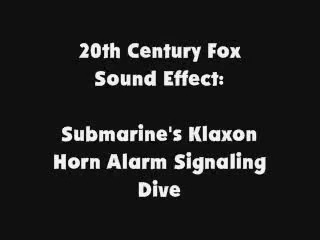 20th Century Fox
Sound Effect:
Submarine's Klaxon
Horn Alarm Signaling
Dive